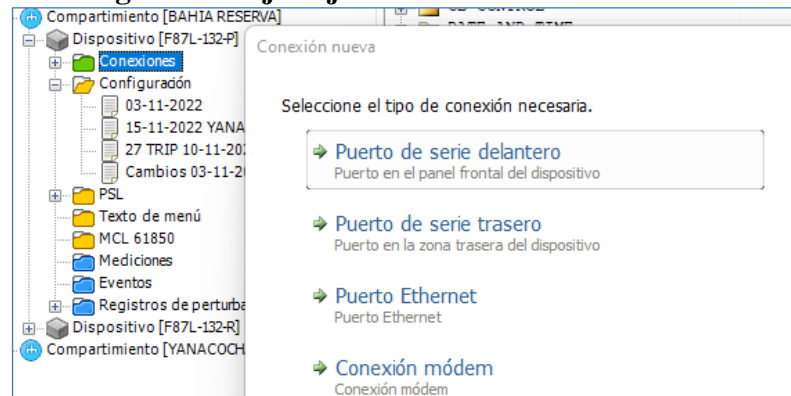 Compartimiento [BAHIA RESERVA]
Dispositivo [F87L-132-P]
Conexiones
Configuración
03-11-2022
15-11-2022 YANA
27 TRIP 10-11-20
Cambios 03-11-2
PSL
Texto de menú
MCL 61850
Mediciones
Eventos
Registros de perturba
Dispositivo [F87L-132-R]
Compartimiento [YANACOCH
Conexión nueva
Seleccione el tipo de conexión necesaria.
Puerto de serie delantero
Puerto en el panel frontal del dispositivo
Puerto de serie trasero
Puerto en la zona trasera del dispositivo
Puerto Ethernet
Puerto Ethernet
Conexión módem
Conexión módem